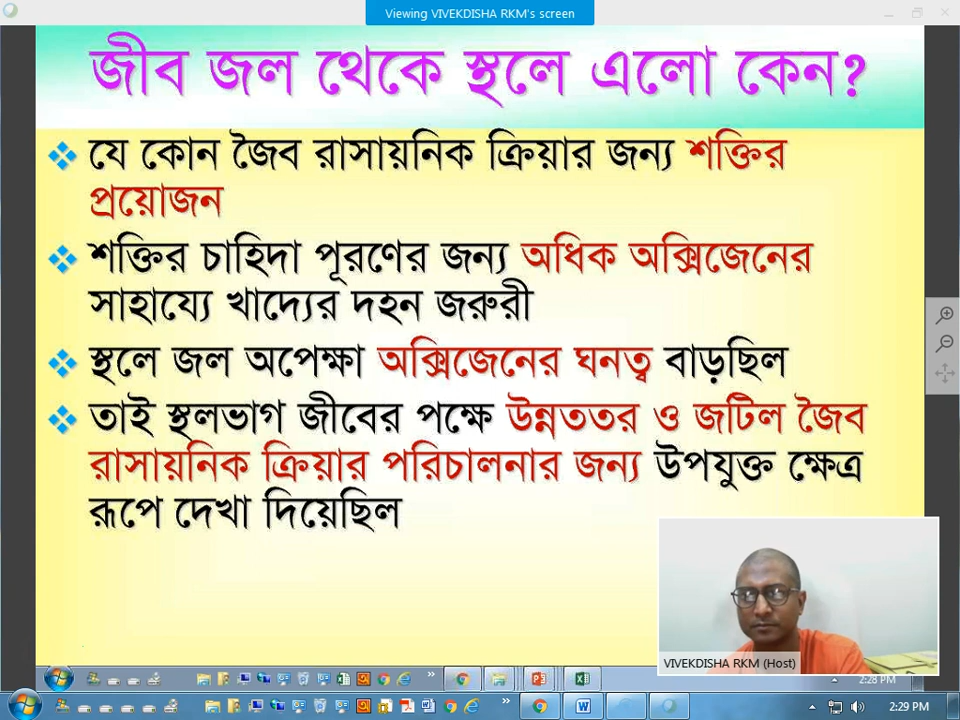 Viewing VIVEKDISHA RKM's screen
জীব জল থেকে স্থলে এলো কেন?
যে কোন জৈব রাসায়নিক ক্রিয়ার জন্য শক্তির
প্রয়োজন
শক্তির চাহিদা পূরণের জন্য অধিক অক্সিজেনের
সাহায্যে খাদ্যের দহন জরুরী
স্থলে জল অপেক্ষা অক্সিজেনের ঘনত্ব বাড়ছিল
তাই স্থলভাগ জীবের পক্ষে উন্নততর ও জটিল জৈব
রাসায়নিক ক্রিয়ার পরিচালনার জন্য উপযুক্ত ক্ষেত্র
রূপে দেখা দিয়েছিল
VIVEKDISHA RKM (Host)
2:28 PM
2:29 PM